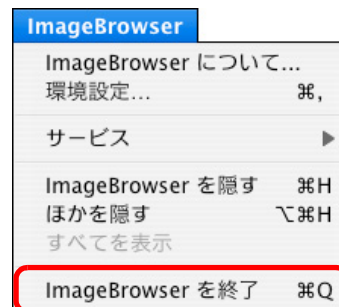 ImageBrowser
ImageBrowser について...
環境設定... ⌘,
サービス ▶
ImageBrowser を隠す ⌘H
ほかを隠す ⌥⌘H
すべてを表示
ImageBrowser を終了 ⌘Q